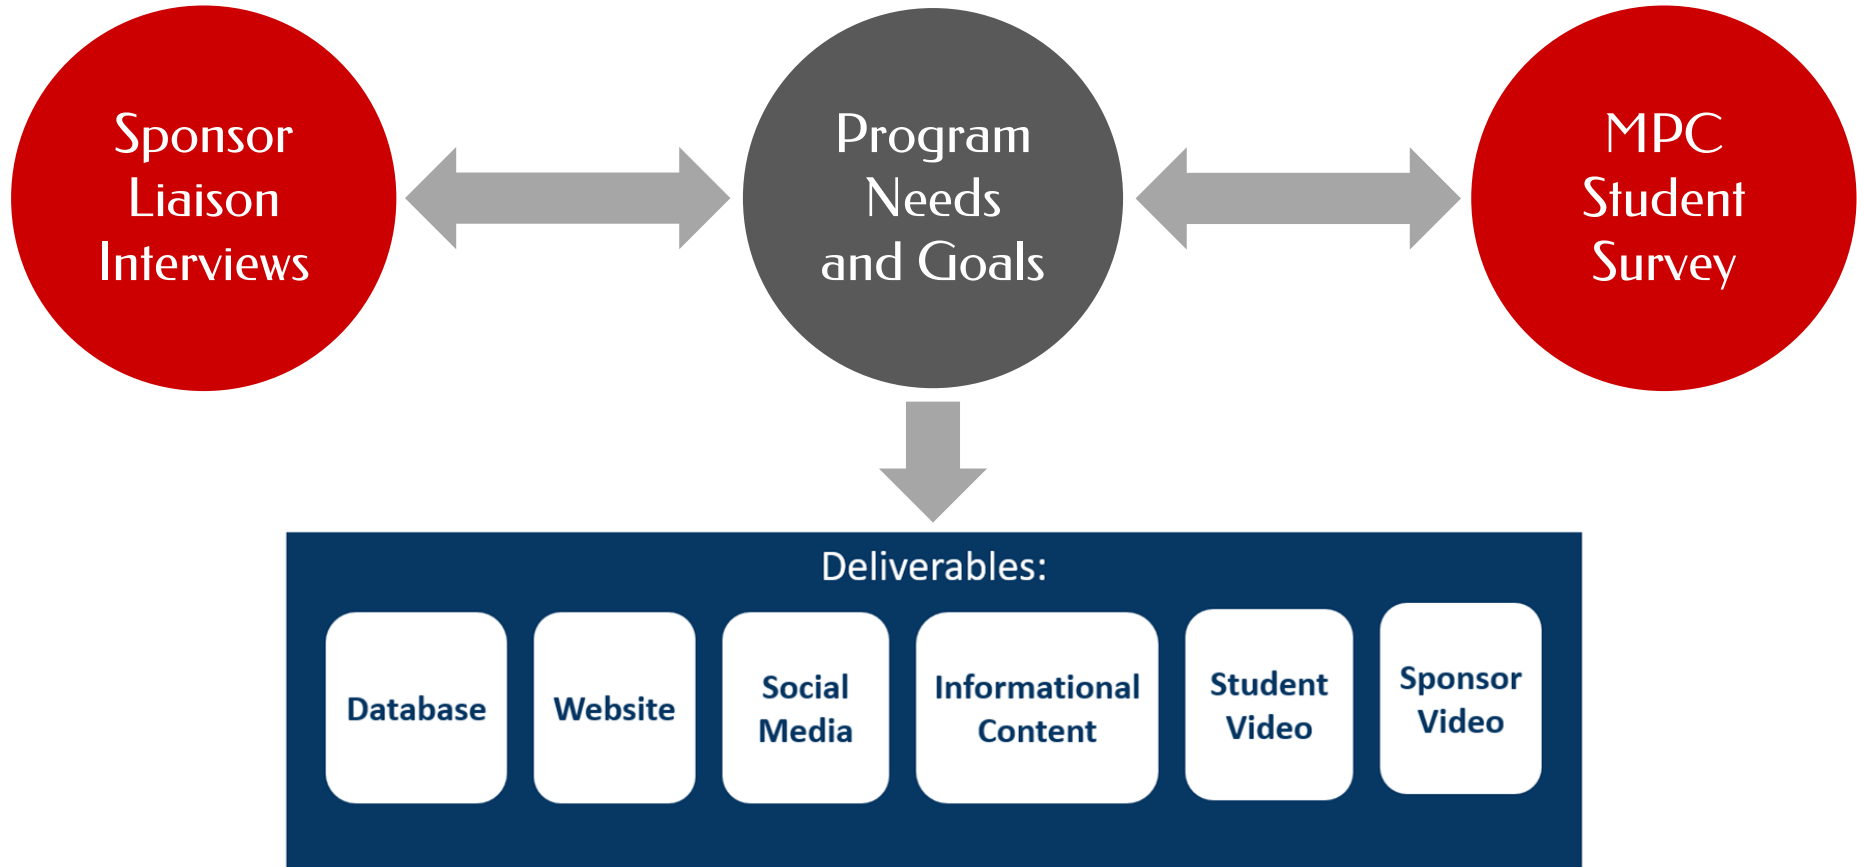 Sponsor
Liaison
Interviews
Program
Needs
and Goals
MPC
Student
Survey
Deliverables:
Database
Website
Social
Media
Informational
Content
Student
Video
Sponsor
Video